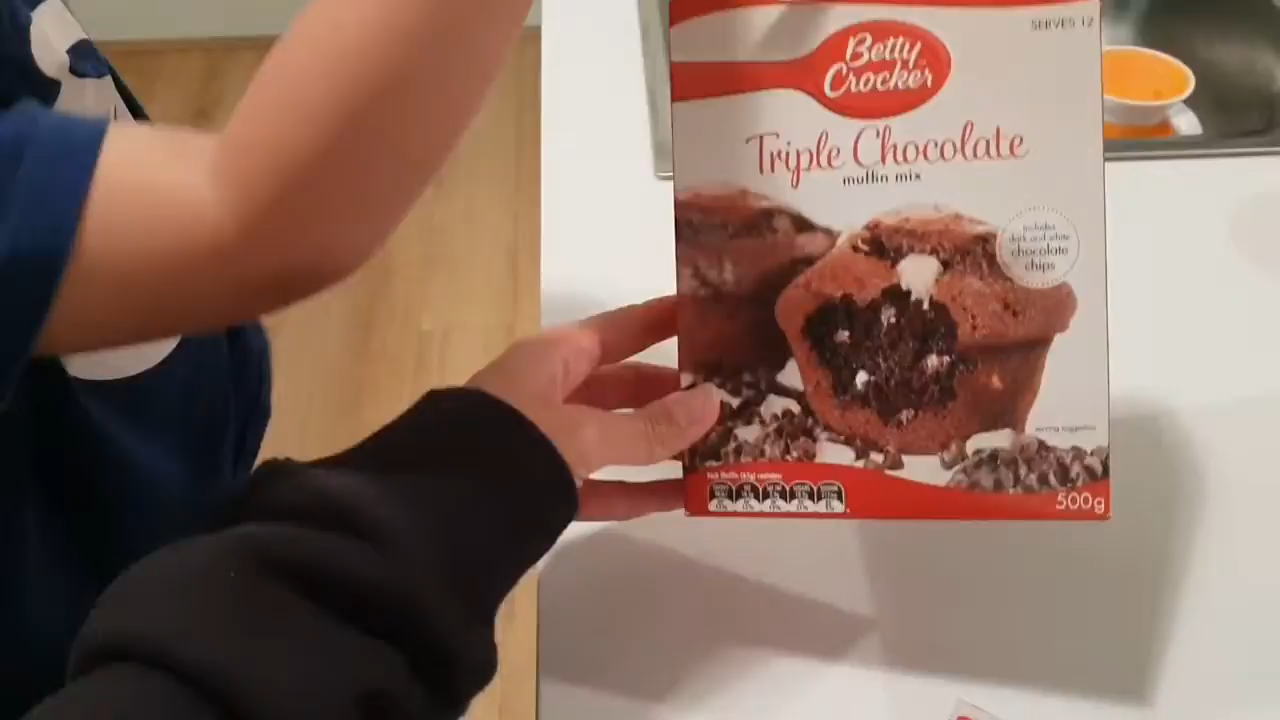 SERVES 12
Betty
Crocker
Triple Chocolate
muffin mix
includes
dark and white
chocolate
chips
serving suggestion
500g